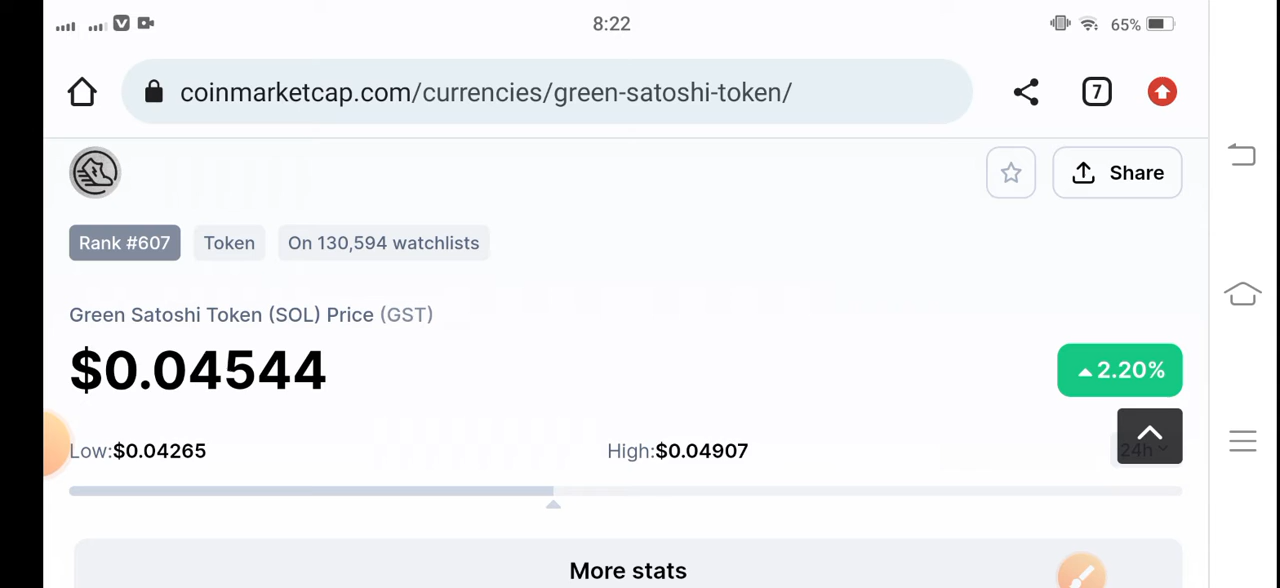 8:22
65%
coinmarketcap.com/currencies/green-satoshi-token/
7
Share
Rank #607
Token
On 130,594 watchlists
Green Satoshi Token (SOL) Price (GST)
$0.04544
2.20%
Low:$0.04265
High:$0.04907
24h
More stats